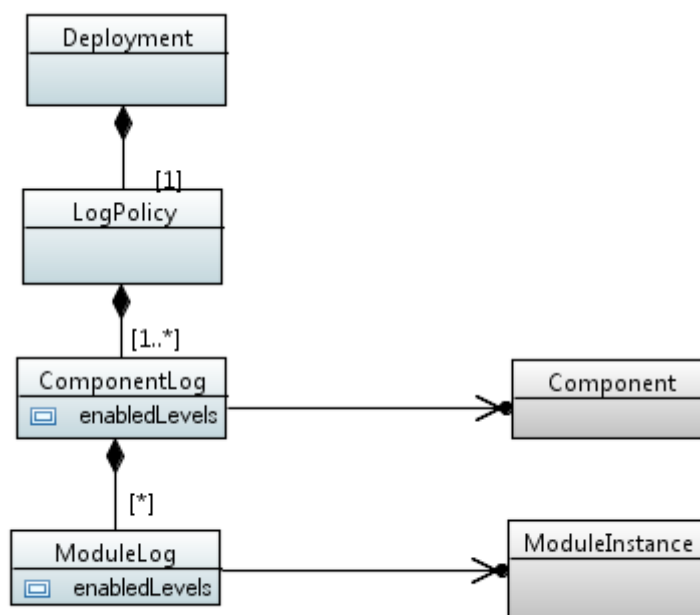 Deployment
[1]
LogPolicy
[1..*]
ComponentLog
enabledLevels
Component
[*]
ModuleLog
enabledLevels
ModuleInstance